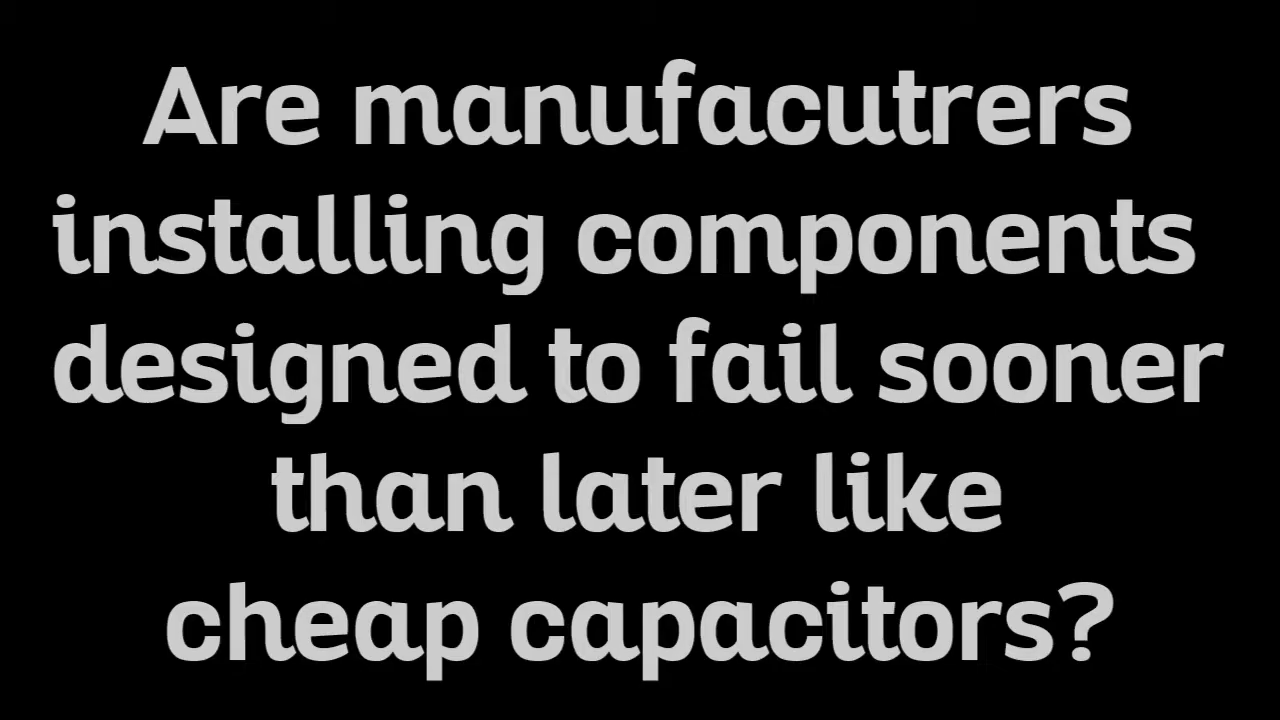 Are manufacutrers
installing components
designed to fail sooner
than later like
cheap capacitors?